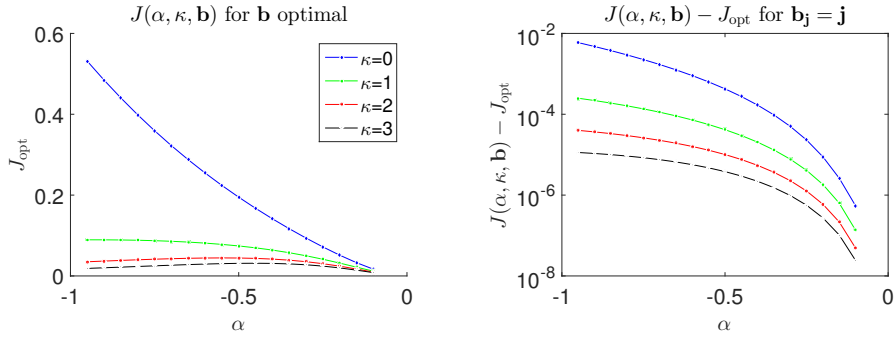 J(α, κ, b) for b optimal
0.6
0.4
0.2
0
J_opt
κ=0
κ=1
κ=2
κ=3
-1
-0.5
0
α
J(α, κ, b) − J_opt for b_j = j
10^-2
10^-4
10^-6
10^-8
J(α, κ, b) − J_opt
-1
-0.5
0
α